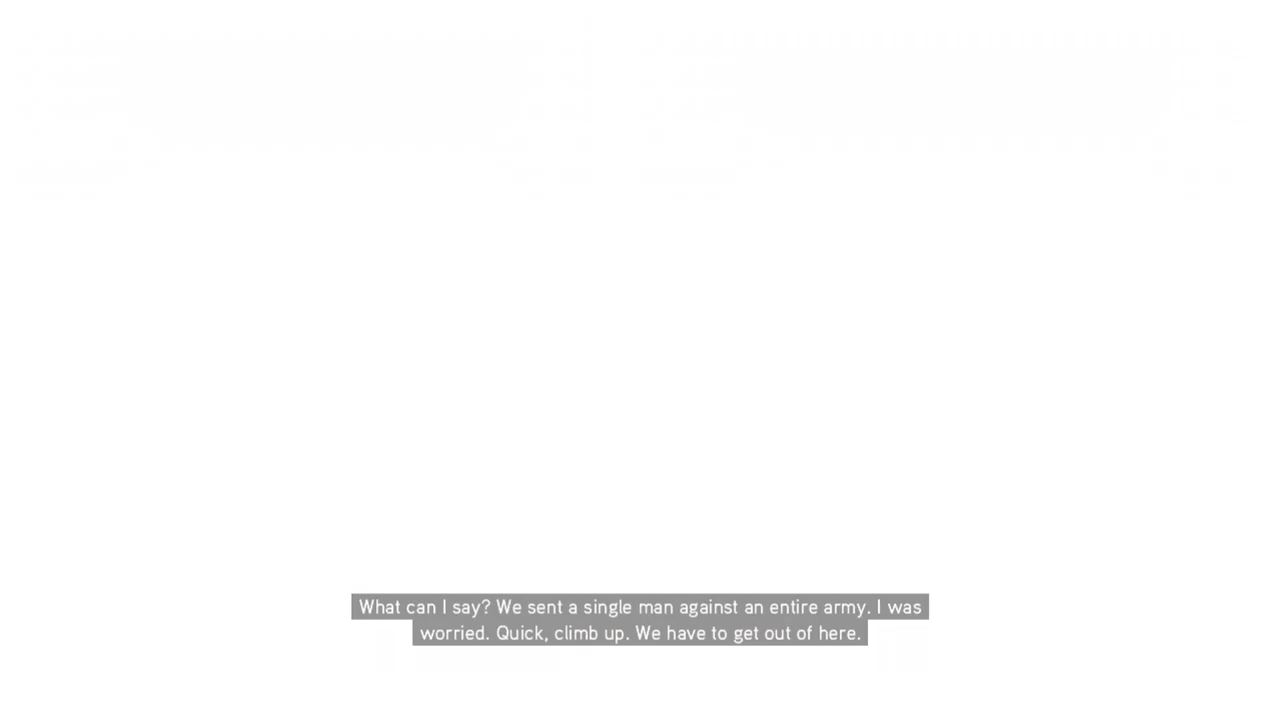 What can I say? We sent a single man against an entire army. I was
worried. Quick, climb up. We have to get out of here.